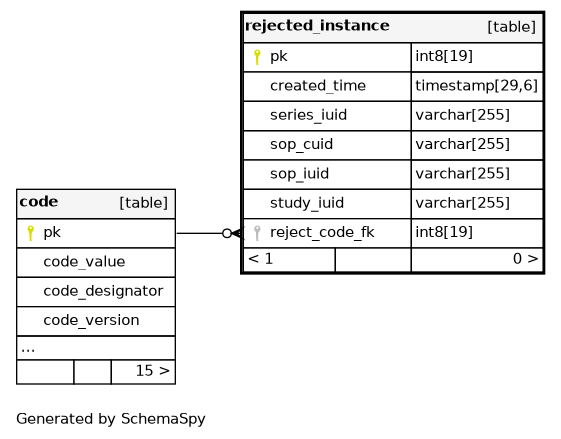 rejected_instance [table]
pk int8[19]
created_time timestamp[29,6]
series_iuid varchar[255]
sop_cuid varchar[255]
sop_iuid varchar[255]
study_iuid varchar[255]
reject_code_fk int8[19]
< 1 0 >
code [table]
pk
code_value
code_designator
code_version
...
15 >
Generated by SchemaSpy